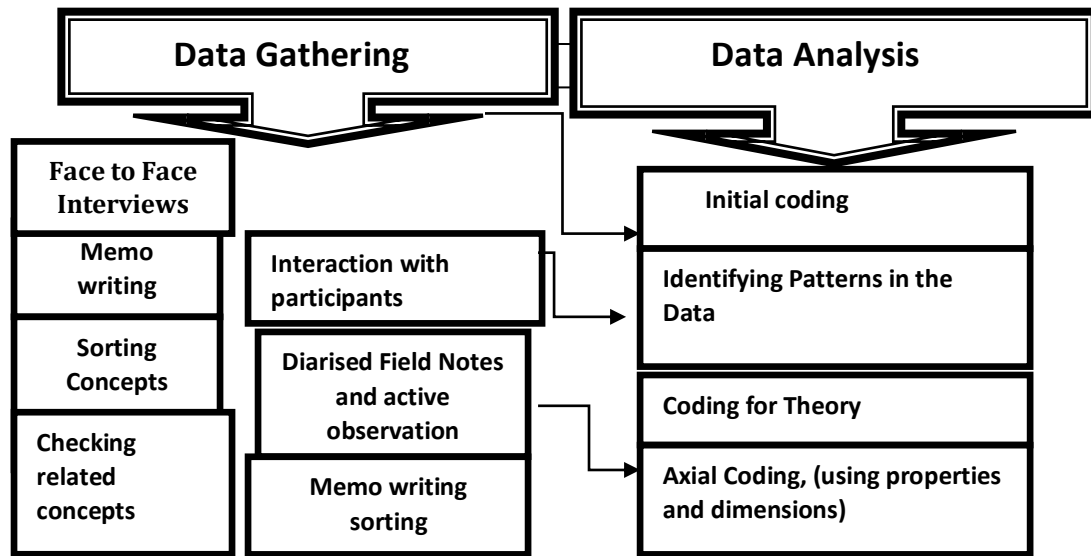 Data Gathering
Data Analysis
Face to Face
Interviews
Memo
writing
Sorting
Concepts
Checking
related
concepts
Interaction with
participants
Diarised Field Notes
and active
observation
Memo writing
sorting
Initial coding
Identifying Patterns in the
Data
Coding for Theory
Axial Coding, (using properties
and dimensions)